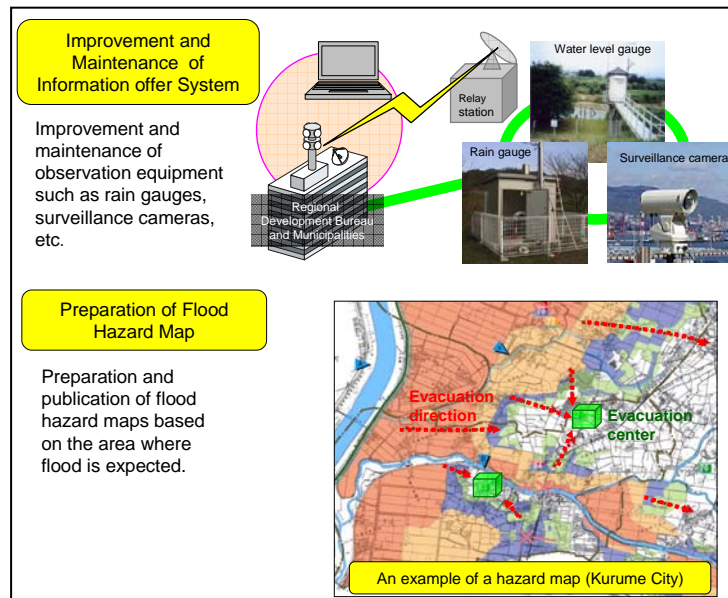 Improvement and
Maintenance of
Information offer System
Improvement and
maintenance of
observation equipment
such as rain gauges,
surveillance cameras,
etc.
Relay
station
Water level gauge
Rain gauge
Surveillance camera
Regional
Development Bureau
and Municipalities
Preparation of Flood
Hazard Map
Preparation and
publication of flood
hazard maps based
on the area where
flood is expected.
Evacuation
direction
Evacuation
center
An example of a hazard map (Kurume City)